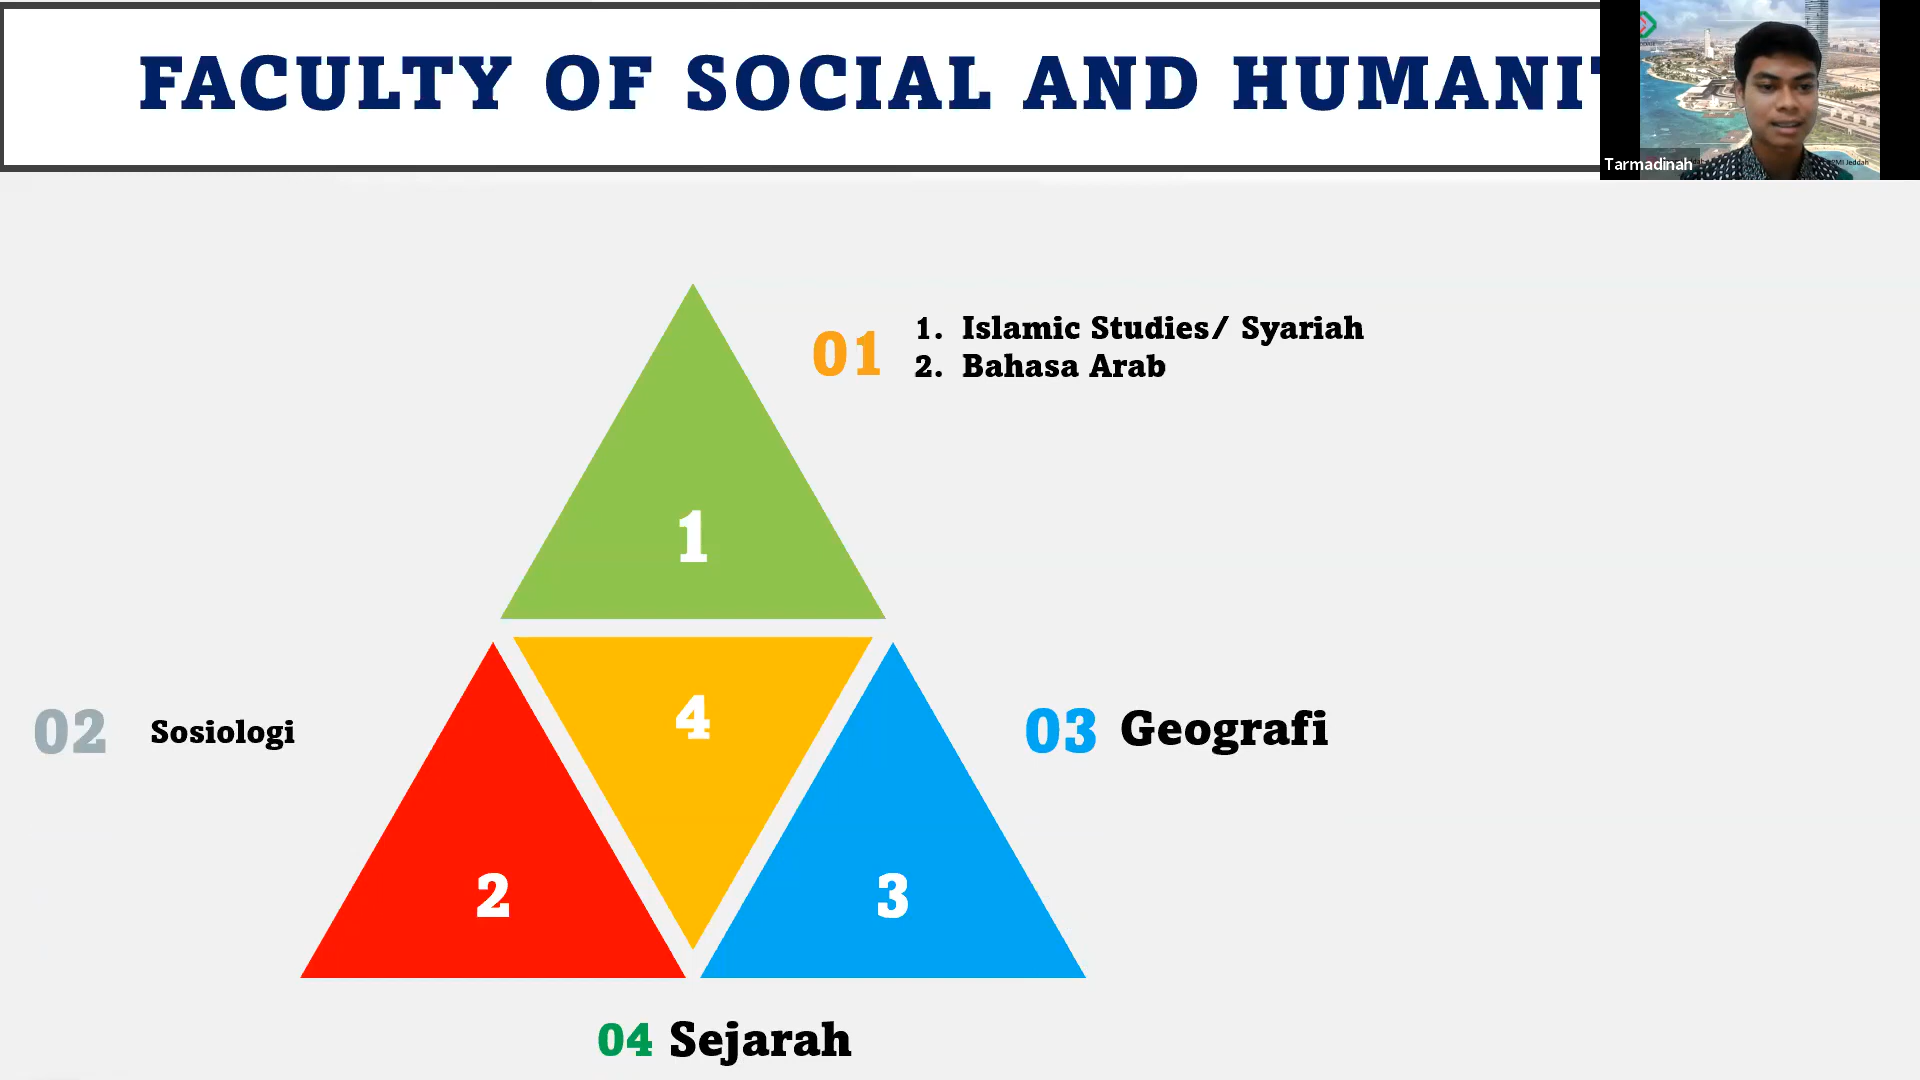 FACULTY OF SOCIAL AND HUMANI
Tarmadinah
01
1. Islamic Studies/ Syariah
2. Bahasa Arab
1
4
02 Sosiologi
03 Geografi
2
3
04 Sejarah